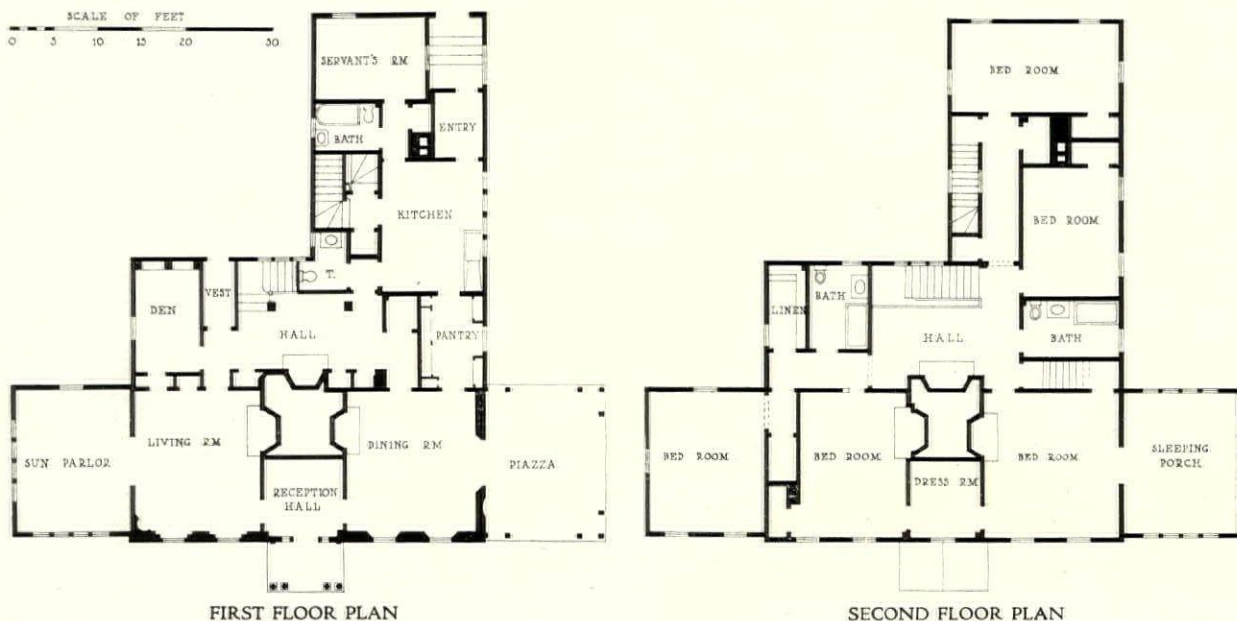 SCALE OF FEET
0 5 10 15 20 30
SERVANT'S RM
BATH
ENTRY
KITCHEN
T.
DEN
VEST
HALL
PANTRY
LIVING RM
DINING RM
SUN PARLOR
RECEPTION
HALL
PIAZZA
FIRST FLOOR PLAN
BED ROOM
BED ROOM
LINEN
BATH
HALL
BATH
BED ROOM
BED ROOM
DRESS RM
BED ROOM
SLEEPING
PORCH
SECOND FLOOR PLAN